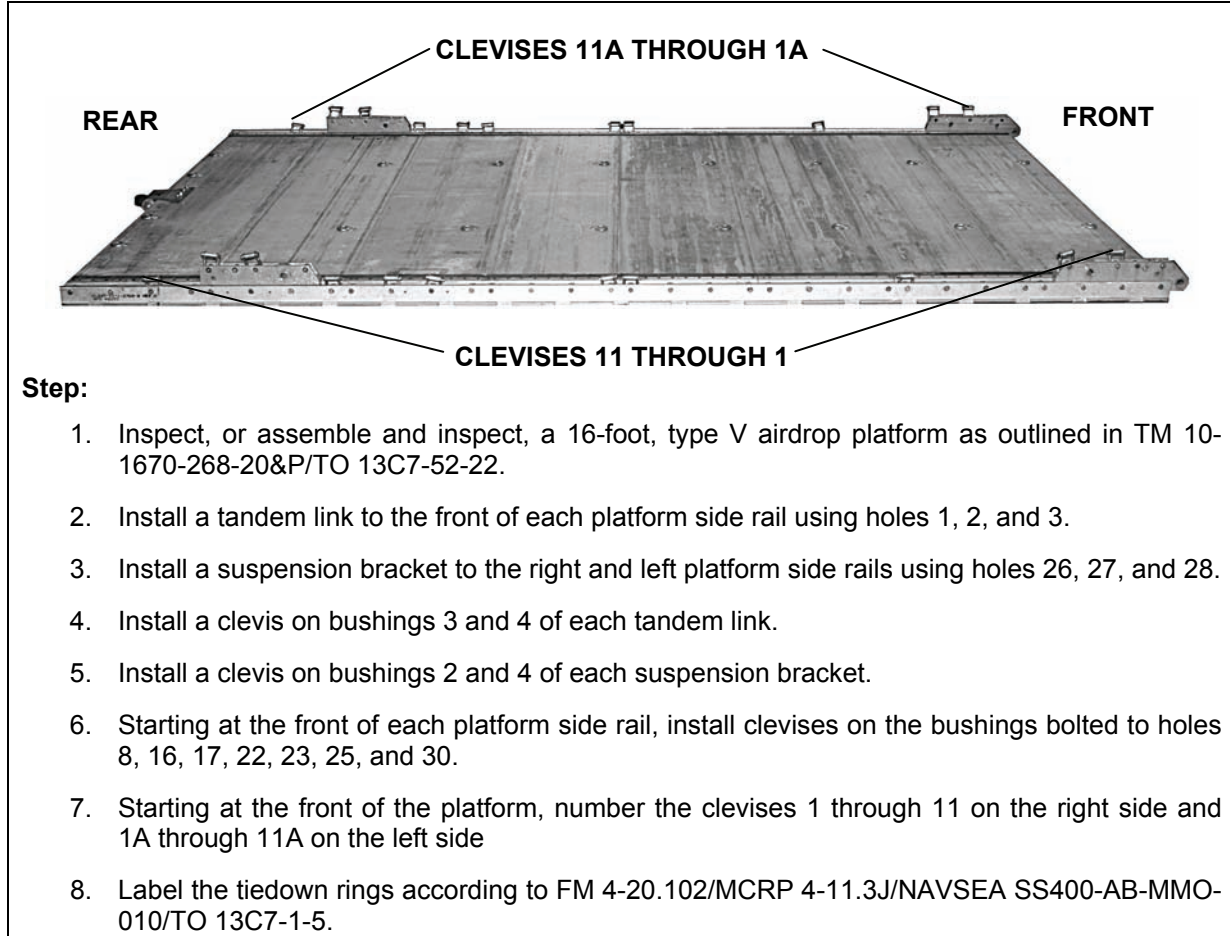 CLEVISES 11A THROUGH 1A
REAR
FRONT
CLEVISES 11 THROUGH 1
Step:
1. Inspect, or assemble and inspect, a 16-foot, type V airdrop platform as outlined in TM 10-
1670-268-20&P/TO 13C7-52-22.
2. Install a tandem link to the front of each platform side rail using holes 1, 2, and 3.
3. Install a suspension bracket to the right and left platform side rails using holes 26, 27, and 28.
4. Install a clevis on bushings 3 and 4 of each tandem link.
5. Install a clevis on bushings 2 and 4 of each suspension bracket.
6. Starting at the front of each platform side rail, install clevises on the bushings bolted to holes
8, 16, 17, 22, 23, 25, and 30.
7. Starting at the front of the platform, number the clevises 1 through 11 on the right side and
1A through 11A on the left side
8. Label the tiedown rings according to FM 4-20.102/MCRP 4-11.3J/NAVSEA SS400-AB-MMO-
010/TO 13C7-1-5.